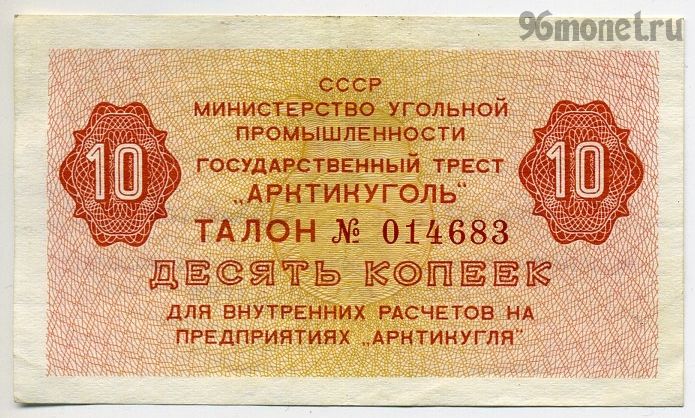 96monet.ru
СССР
МИНИСТЕРСТВО УГОЛЬНОЙ
ПРОМЫШЛЕННОСТИ
ГОСУДАРСТВЕННЫЙ ТРЕСТ
„АРКТИКУГОЛЬ"
10
10
ТАЛОН № 014683
ДЕСЯТЬ КОПЕЕК
ДЛЯ ВНУТРЕННИХ РАСЧЕТОВ НА
ПРЕДПРИЯТИЯХ „АРКТИКУГЛЯ"